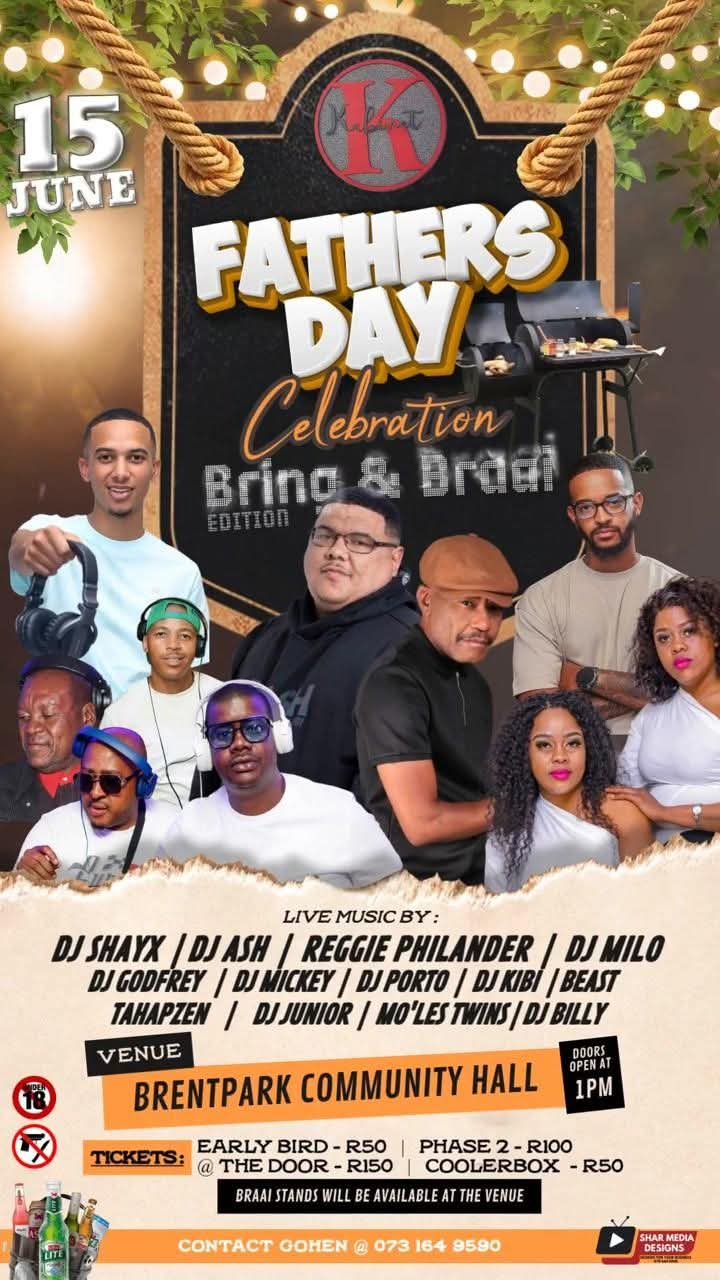 15
JUNE
K
Kabinet
FATHERS
DAY
Celebration
Bring & Braai
EDITION
LIVE MUSIC BY :
DJ SHAYX | DJ ASH | REGGIE PHILANDER | DJ MILO
DJ GODFREY | DJ MICKEY | DJ PORTO | DJ KIBI | BEAST
TAHAPZEN | DJ JUNIOR | MO'LES TWINS | DJ BILLY
VENUE
BRENTPARK COMMUNITY HALL
DOORS
OPEN AT
1PM
UNDER
18
TICKETS:
EARLY BIRD - R50 | PHASE 2 - R100
@ THE DOOR - R150 | COOLERBOX - R50
BRAAI STANDS WILL BE AVAILABLE AT THE VENUE
LITE
CONTACT GOHEN @ 073 164 9590
SHAR MEDIA
DESIGNS